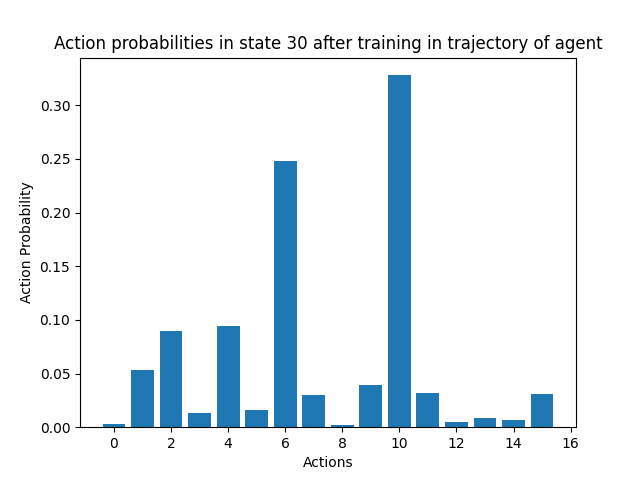 Action probabilities in state 30 after training in trajectory of agent
0.30
0.25
0.20
0.15
0.10
0.05
0.00
Action Probability
0 2 4 6 8 10 12 14 16
Actions